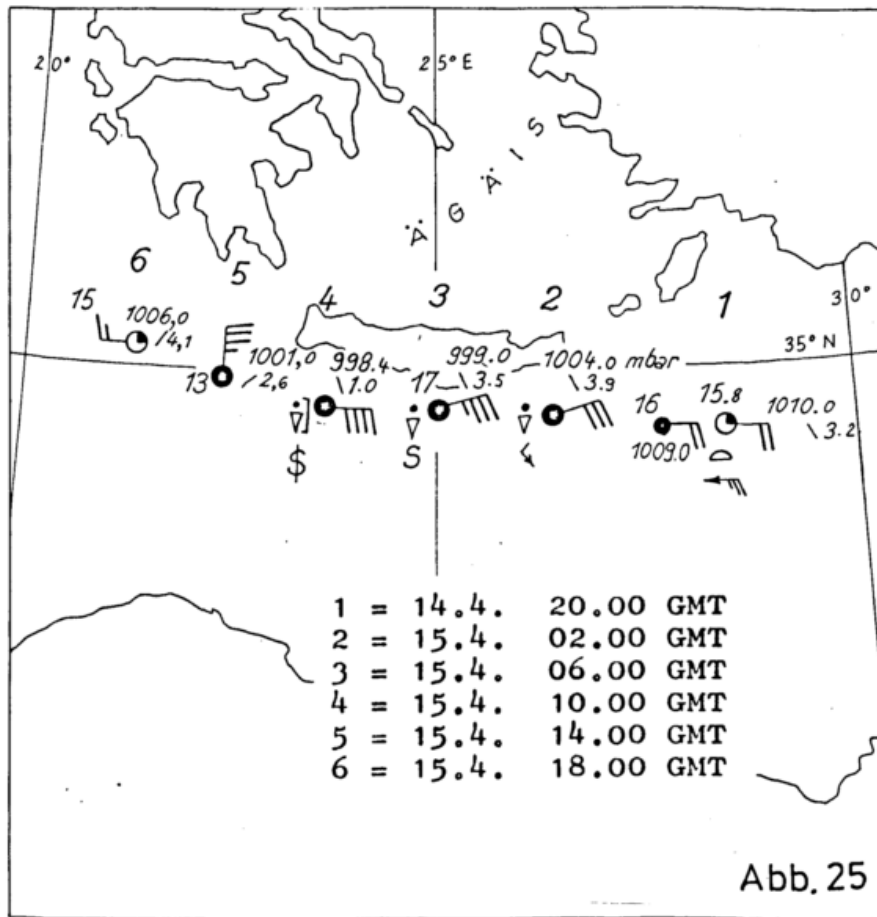 20°
25°E
ÄGÄIS
6
5
4
3
2
1
30°
35°N
15
1006,0
/4,1
13
1001,0
/2,6
998.4
\1.0
$
17
999.0
\3.5
S
1004.0 mbar
\3.9
16
1009.0
15.8
1010.0
\3.2
1 = 14.4. 20.00 GMT
2 = 15.4. 02.00 GMT
3 = 15.4. 06.00 GMT
4 = 15.4. 10.00 GMT
5 = 15.4. 14.00 GMT
6 = 15.4. 18.00 GMT
Abb. 25